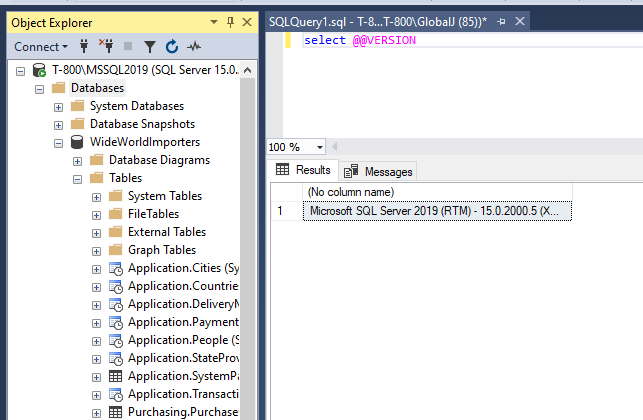 Object Explorer
Connect
T-800\MSSQL2019 (SQL Server 15.0.
Databases
System Databases
Database Snapshots
WideWorldImporters
Database Diagrams
Tables
System Tables
FileTables
External Tables
Graph Tables
Application.Cities (Sy
Application.Countrie
Application.DeliveryM
Application.Payment
Application.People (S
Application.StateProv
Application.SystemPa
Application.Transacti
Purchasing.Purchase
SQLQuery1.sql - T-8...T-800\GlobalJ (85))*
select @@VERSION
100 %
Results
Messages
(No column name)
1 Microsoft SQL Server 2019 (RTM) - 15.0.2000.5 (X...